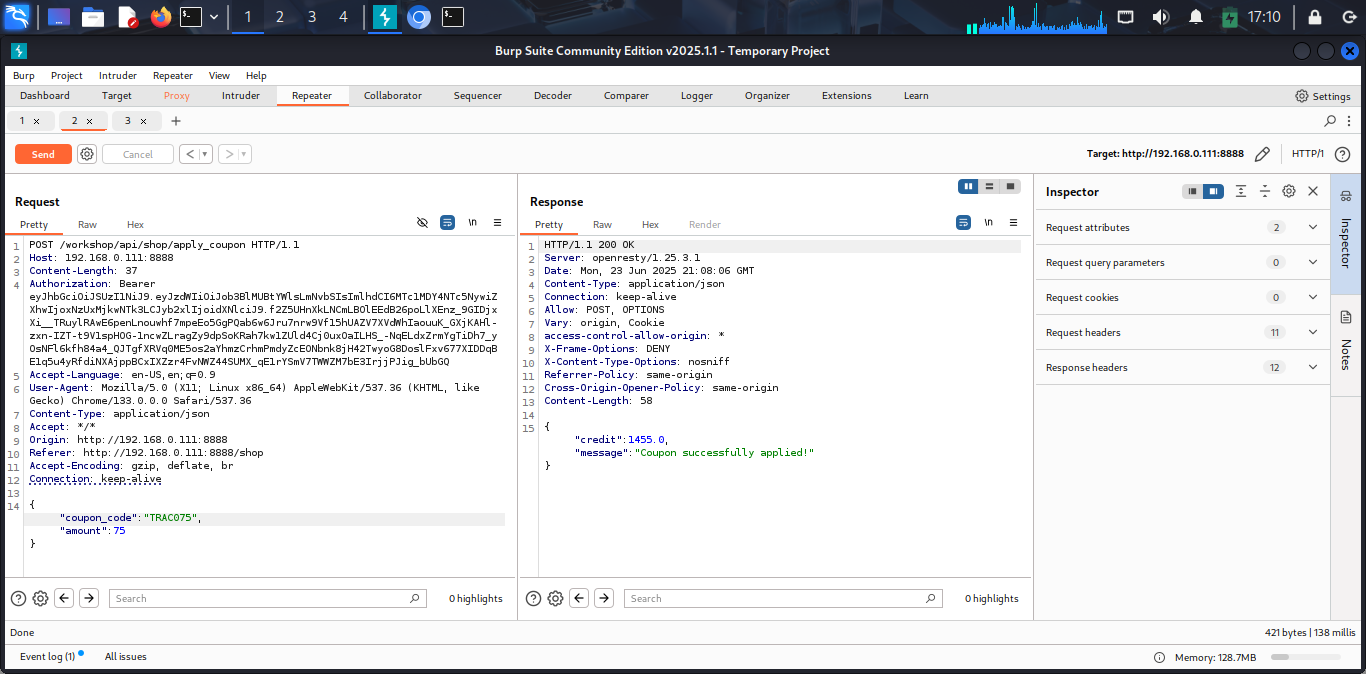 1 2 3 4 17:10
Burp Suite Community Edition v2025.1.1 - Temporary Project
Burp Project Intruder Repeater View Help
Dashboard Target Proxy Intruder Repeater Collaborator Sequencer Decoder Comparer Logger Organizer Extensions Learn Settings
1 × 2 × 3 × +
Send Cancel < > Target: http://192.168.0.111:8888 HTTP/1
Request
Pretty Raw Hex \n
1 POST /workshop/api/shop/apply_coupon HTTP/1.1
2 Host: 192.168.0.111:8888
3 Content-Length: 37
4 Authorization: Bearer
5 Accept-Language: en-US,en;q=0.9
6 User-Agent: Mozilla/5.0 (X11; Linux x86_64) AppleWebKit/537.36 (KHTML, like
Gecko) Chrome/133.0.0.0 Safari/537.36
7 Content-Type: application/json
8 Accept: */*
9 Origin: http://192.168.0.111:8888
10 Referer: http://192.168.0.111:8888/shop
11 Accept-Encoding: gzip, deflate, br
12 Connection: keep-alive
13
14 {
"coupon_code":"TRAC075",
"amount":75
}
Search 0 highlights
Response
Pretty Raw Hex Render \n
1 HTTP/1.1 200 OK
2 Server: openresty/1.25.3.1
3 Date: Mon, 23 Jun 2025 21:08:06 GMT
4 Content-Type: application/json
5 Connection: keep-alive
6 Allow: POST, OPTIONS
7 Vary: origin, Cookie
8 access-control-allow-origin: *
9 X-Frame-Options: DENY
10 X-Content-Type-Options: nosniff
11 Referrer-Policy: same-origin
12 Cross-Origin-Opener-Policy: same-origin
13 Content-Length: 58
14
15 {
"credit":1455.0,
"message":"Coupon successfully applied!"
}
Search 0 highlights
Inspector
Request attributes 2
Request query parameters 0
Request cookies 0
Request headers 11
Response headers 12
Inspector
Notes
Done 421 bytes | 138 millis
Event log (1) All issues Memory: 128.7MB